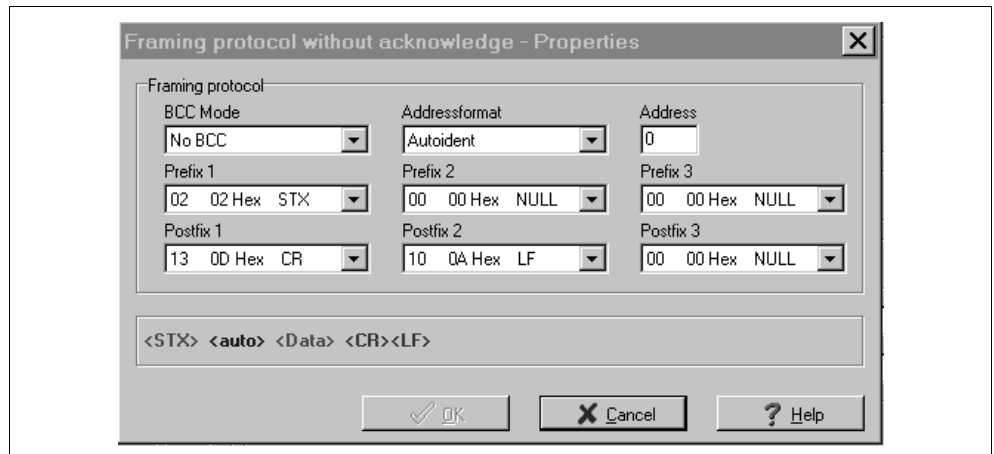 Framing protocol without acknowledge - Properties
Framing protocol
BCC Mode Addressformat Address
No BCC Autoident 0
Prefix 1 Prefix 2 Prefix 3
02 02 Hex STX 00 00 Hex NULL 00 00 Hex NULL
Postfix 1 Postfix 2 Postfix 3
13 0D Hex CR 10 0A Hex LF 00 00 Hex NULL
<STX> <auto> <Data> <CR><LF>
OK Cancel Help